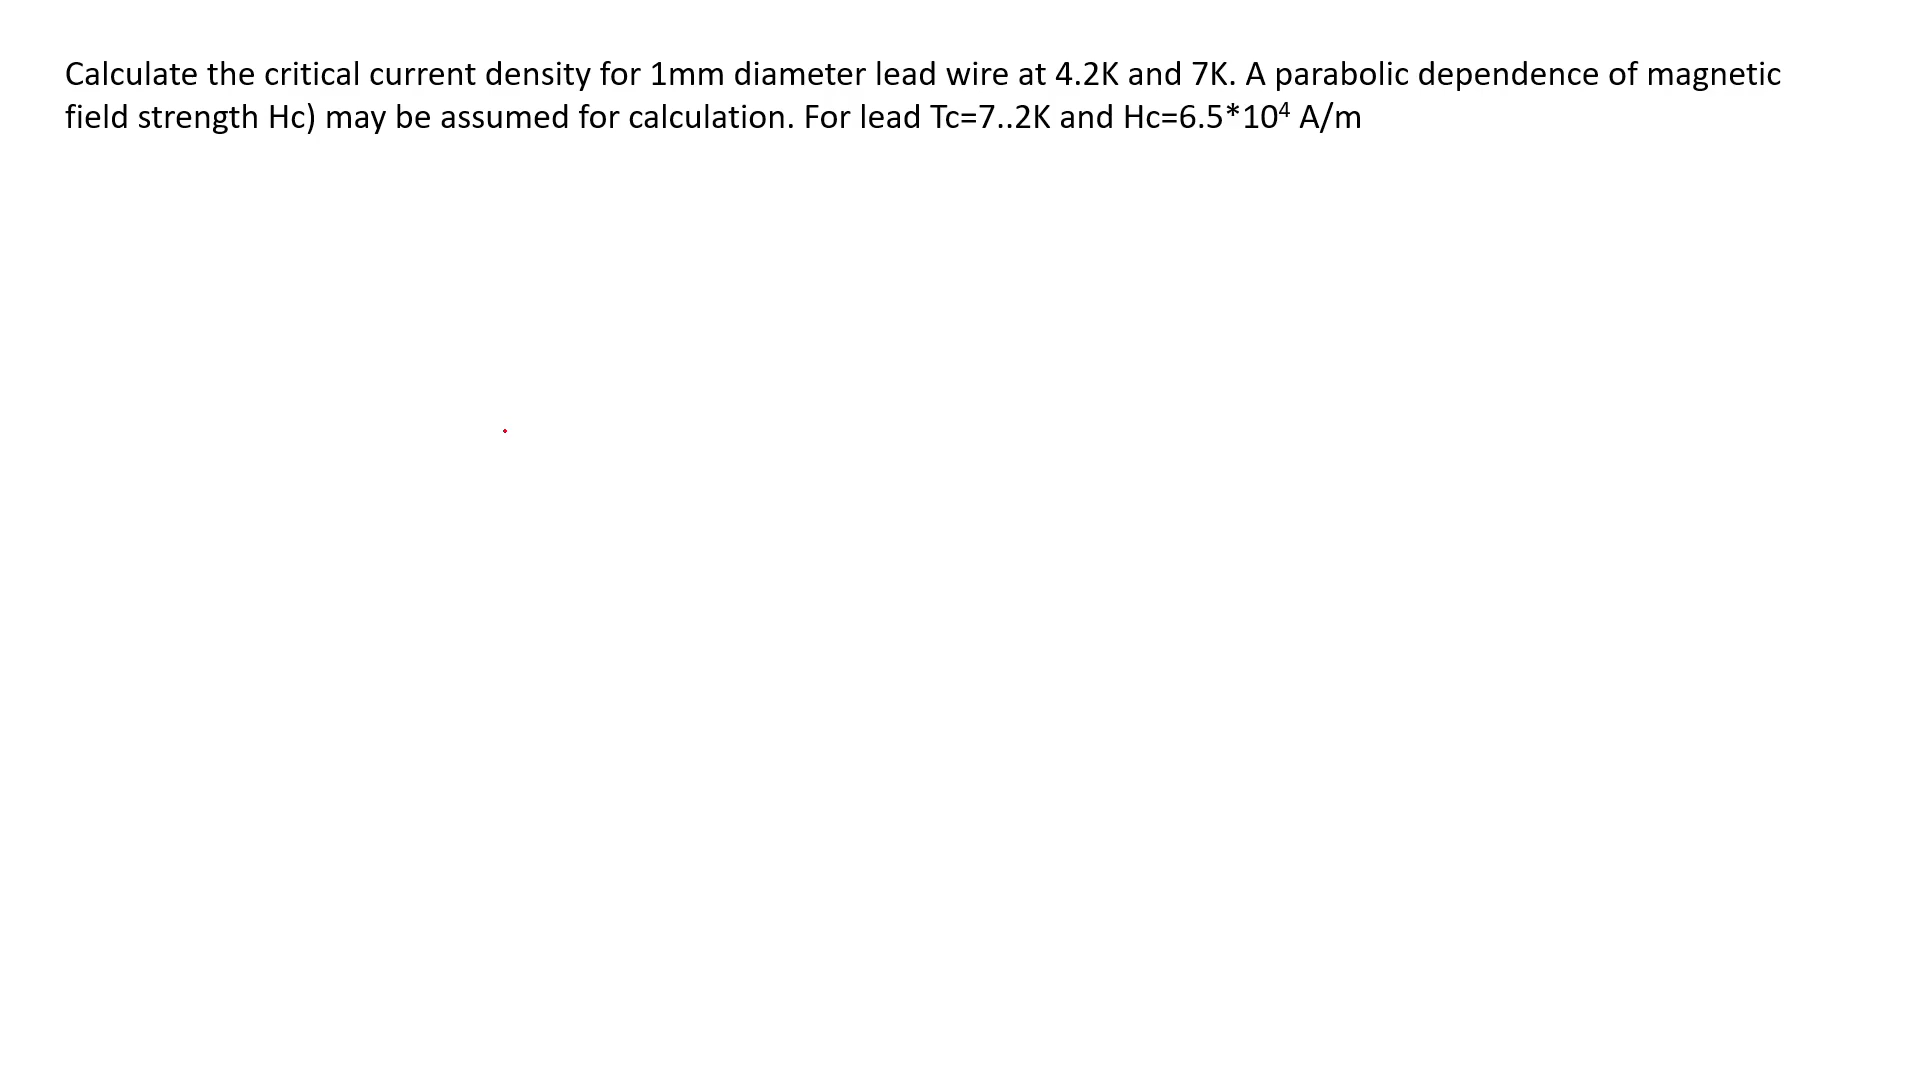 Calculate the critical current density for 1mm diameter lead wire at 4.2K and 7K. A parabolic dependence of magnetic
field strength Hc) may be assumed for calculation. For lead Tc=7..2K and Hc=6.5*10⁴ A/m